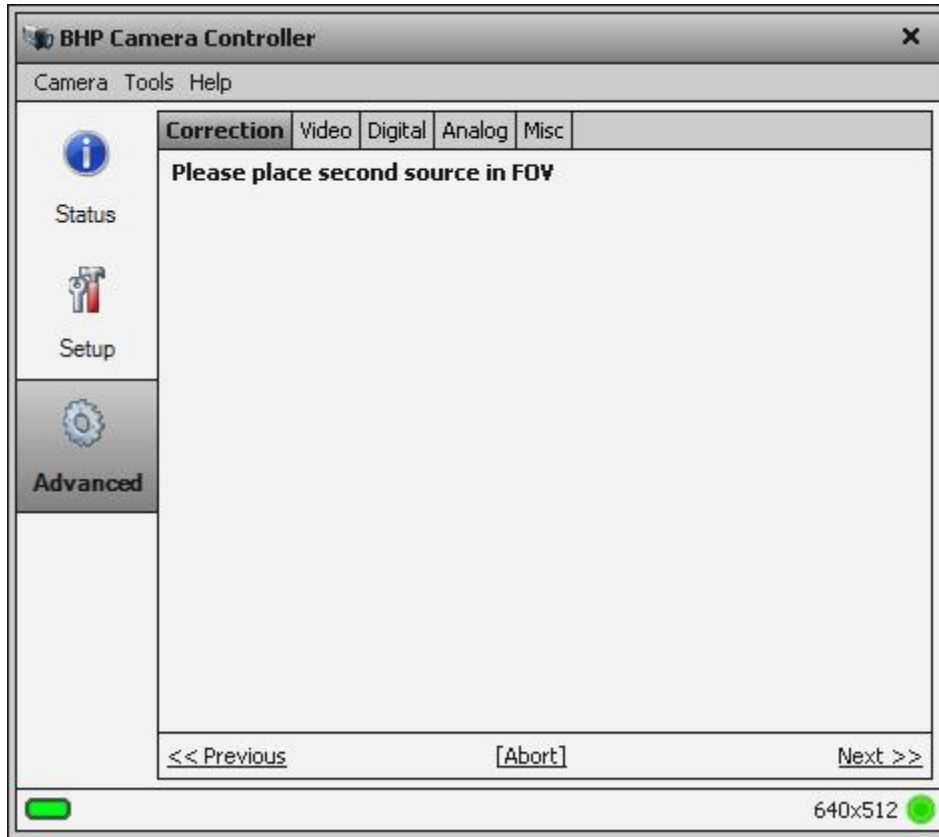 BHP Camera Controller
Camera Tools Help
Status
Setup
Advanced
Correction Video Digital Analog Misc
Please place second source in FOV
<< Previous [Abort] Next >>
640x512